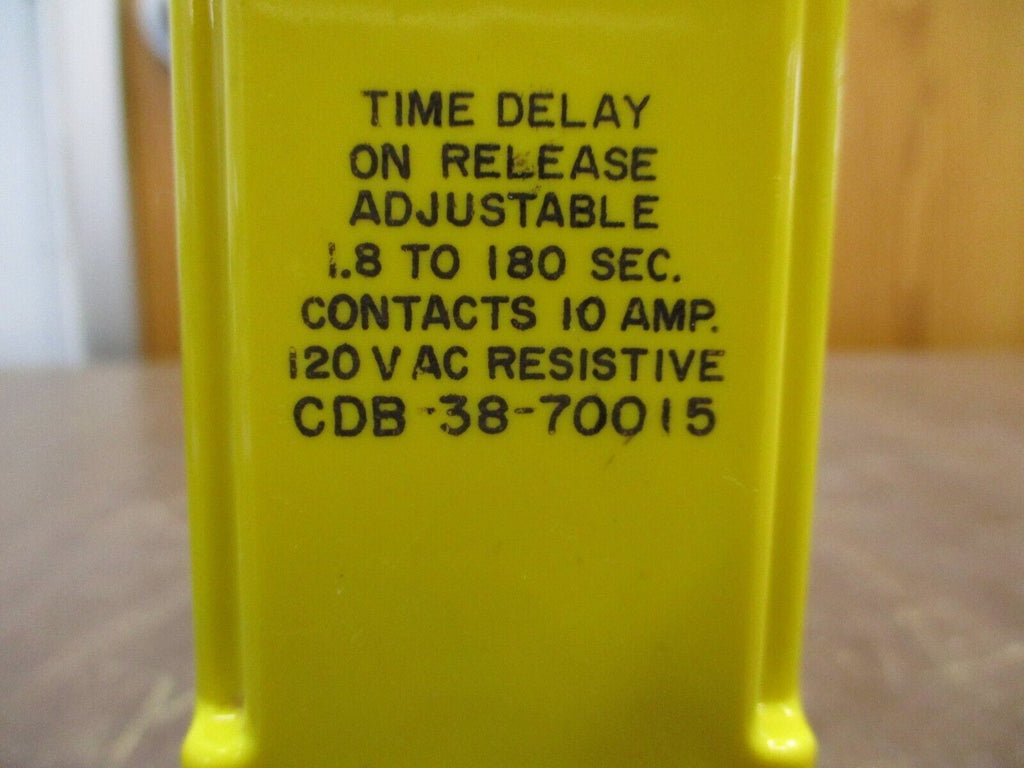 TIME DELAY
ON RELEASE
ADJUSTABLE
1.8 TO 180 SEC.
CONTACTS 10 AMP.
120 V AC RESISTIVE
CDB-38-70015